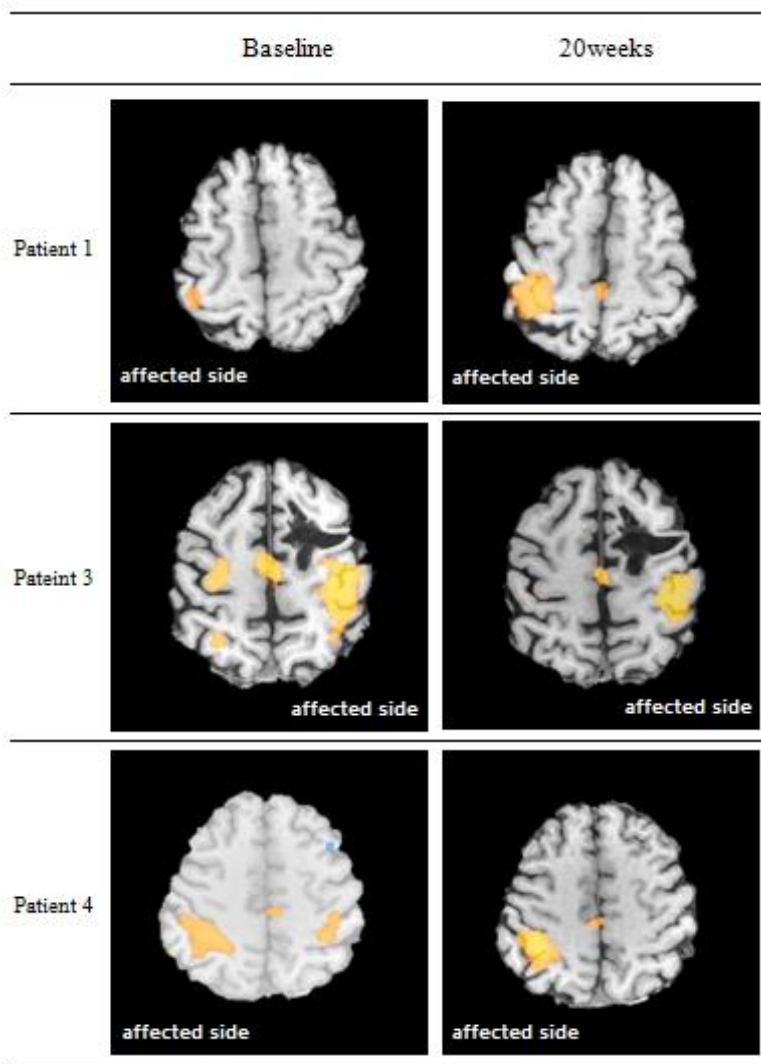 Baseline 20weeks
Patient 1
affected side affected side
Pateint 3
affected side affected side
Patient 4
affected side affected side